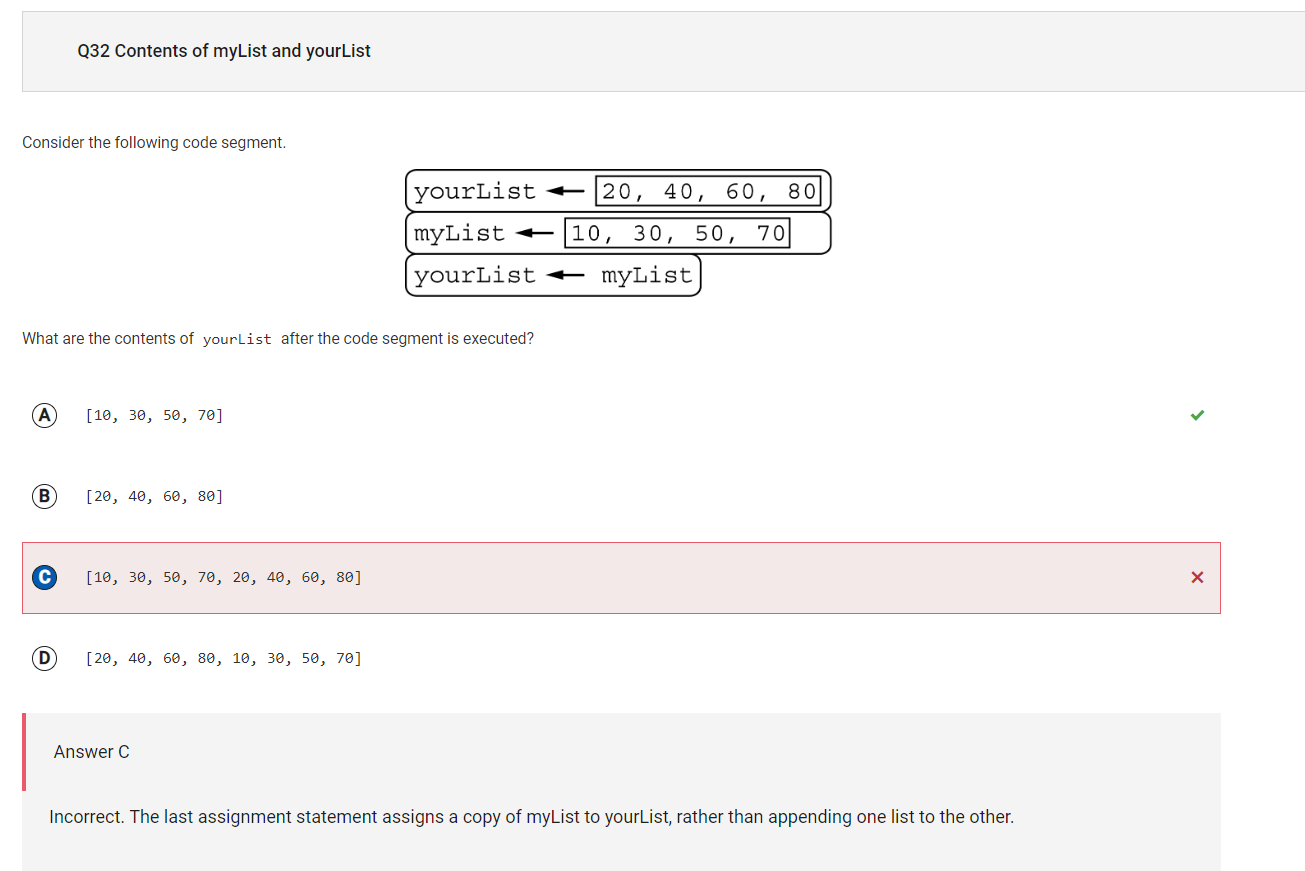 Q32 Contents of myList and yourList
Consider the following code segment.
yourList ← 20, 40, 60, 80
myList ← 10, 30, 50, 70
yourList ← myList
What are the contents of yourList after the code segment is executed?
A [10, 30, 50, 70]
B [20, 40, 60, 80]
C [10, 30, 50, 70, 20, 40, 60, 80]
D [20, 40, 60, 80, 10, 30, 50, 70]
Answer C
Incorrect. The last assignment statement assigns a copy of myList to yourList, rather than appending one list to the other.